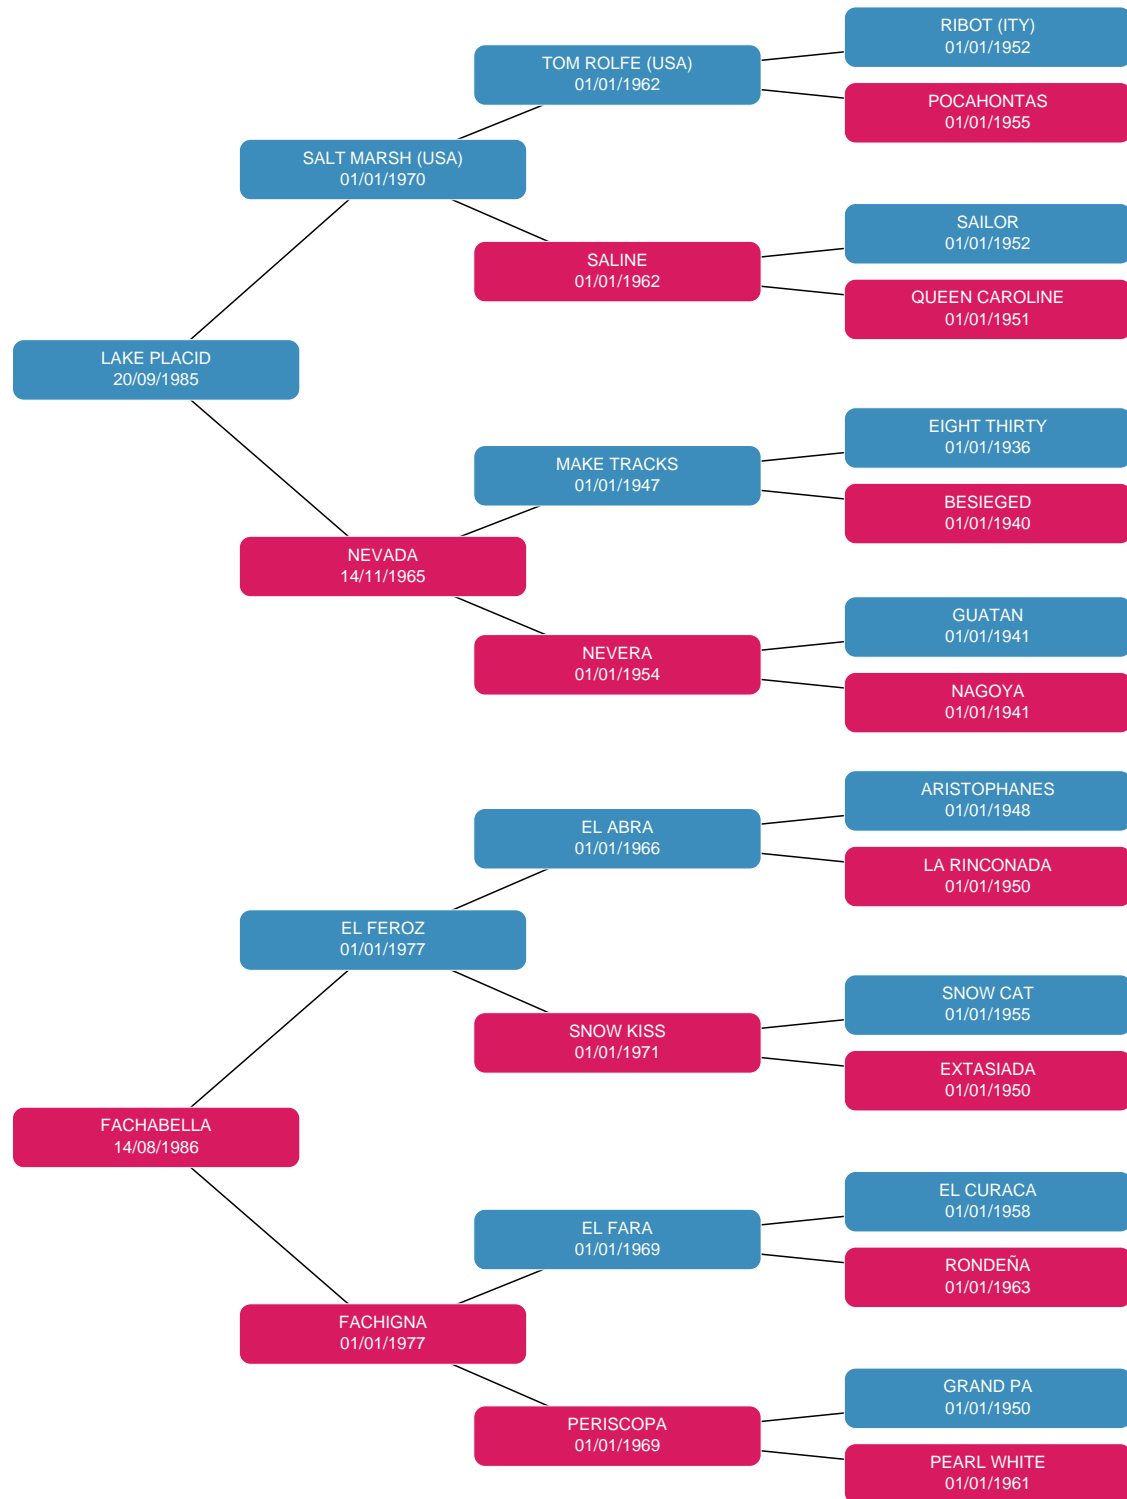 RIBOT (ITY)
01/01/1952
TOM ROLFE (USA)
01/01/1962
POCAHONTAS
01/01/1955
SALT MARSH (USA)
01/01/1970
SAILOR
01/01/1952
SALINE
01/01/1962
QUEEN CAROLINE
01/01/1951
LAKE PLACID
20/09/1985
EIGHT THIRTY
01/01/1936
MAKE TRACKS
01/01/1947
BESIEGED
01/01/1940
NEVADA
14/11/1965
GUATAN
01/01/1941
NEVERA
01/01/1954
NAGOYA
01/01/1941
ARISTOPHANES
01/01/1948
EL ABRA
01/01/1966
LA RINCONADA
01/01/1950
EL FEROZ
01/01/1977
SNOW CAT
01/01/1955
SNOW KISS
01/01/1971
EXTASIADA
01/01/1950
FACHABELLA
14/08/1986
EL CURACA
01/01/1958
EL FARA
01/01/1969
RONDEÑA
01/01/1963
FACHIGNA
01/01/1977
GRAND PA
01/01/1950
PERISCOPA
01/01/1969
PEARL WHITE
01/01/1961